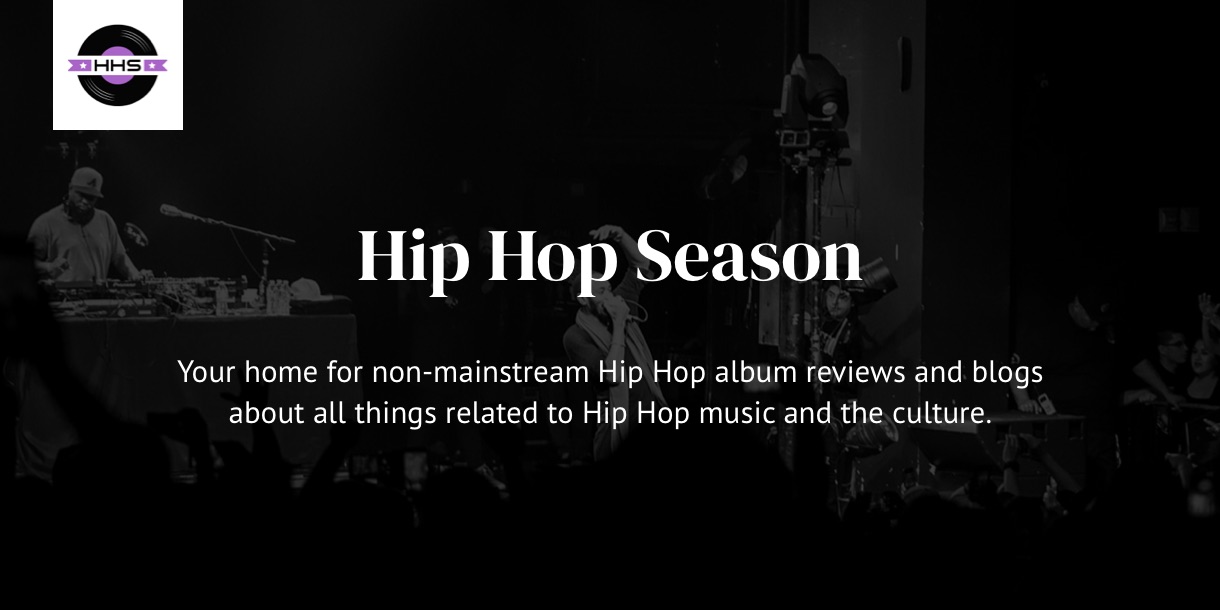 HHS
Hip Hop Season
Your home for non-mainstream Hip Hop album reviews and blogs
about all things related to Hip Hop music and the culture.